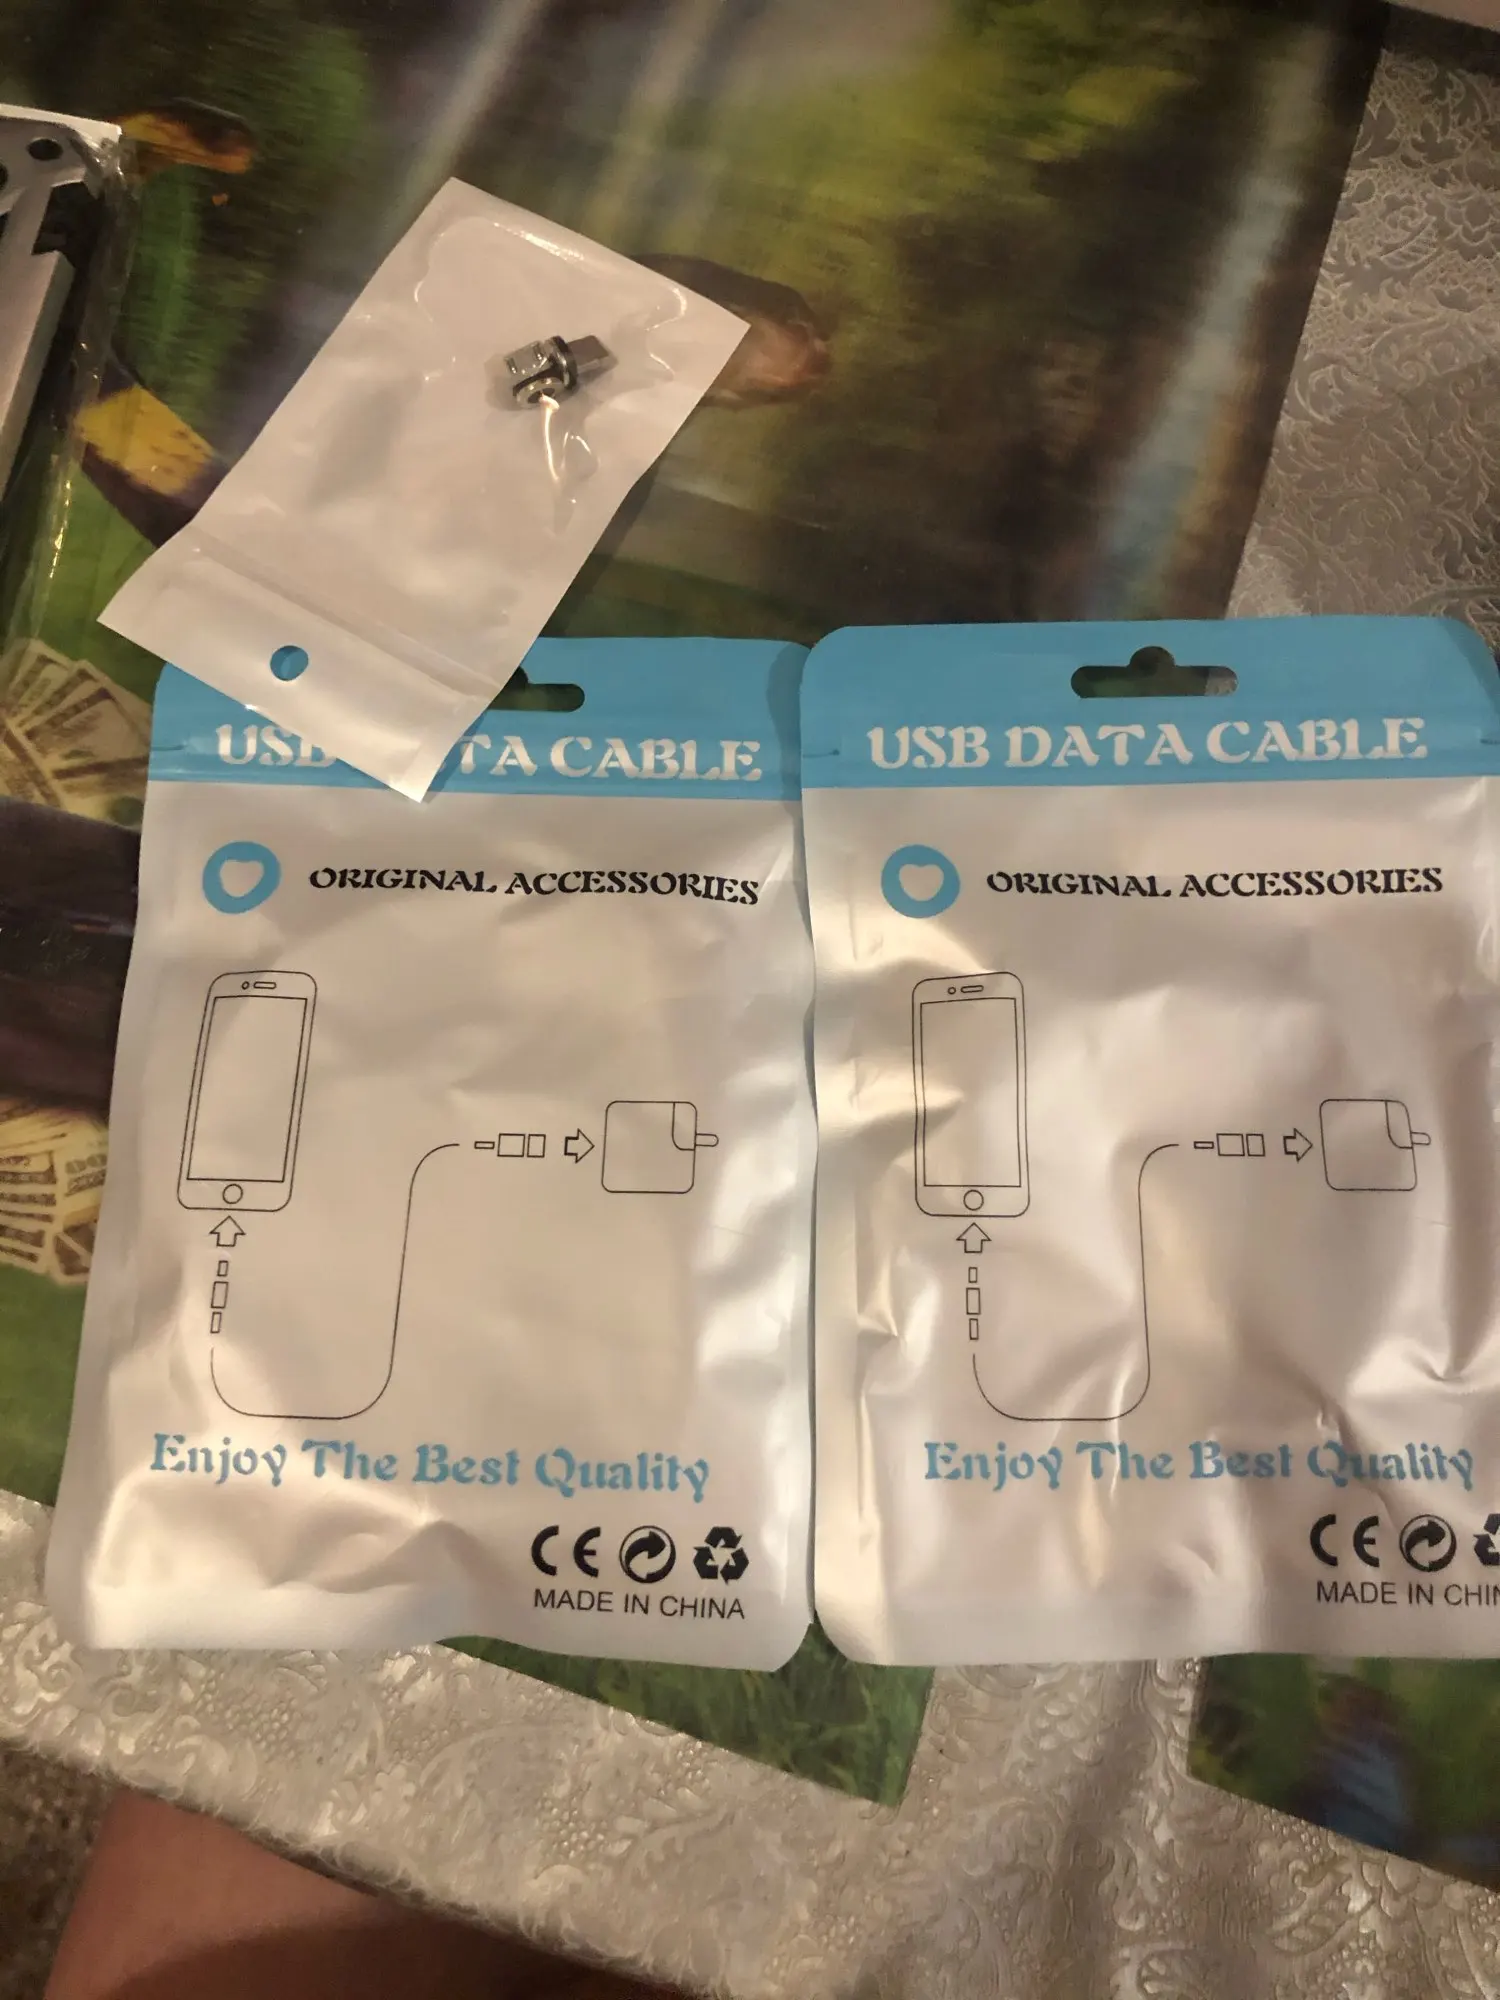 USB DATA CABLE
ORIGINAL ACCESSORIES
Enjoy The Best Quality
CE
MADE IN CHINA
USB DATA CABLE
ORIGINAL ACCESSORIES
Enjoy The Best Quality
CE
MADE IN CHIN